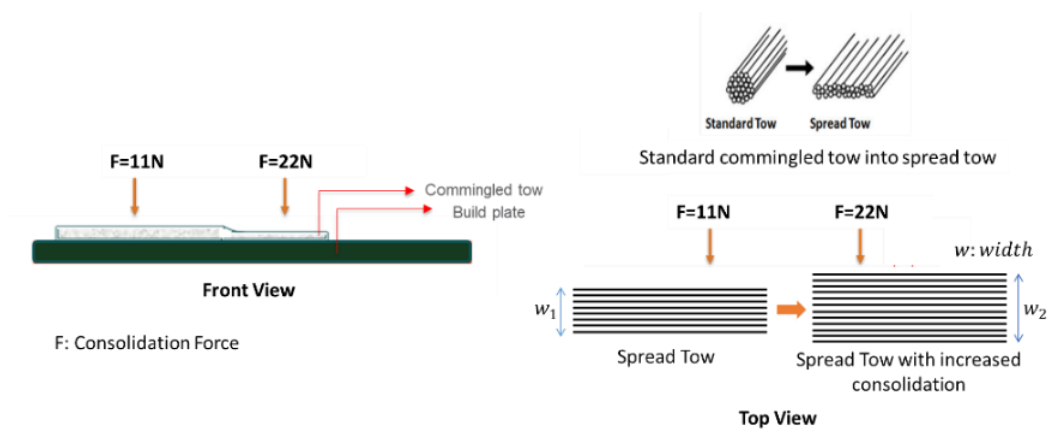 Standard Tow
Spread Tow
Standard commingled tow into spread tow
F=11N
F=22N
Commingled tow
Build plate
Front View
F: Consolidation Force
F=11N
F=22N
w: width
w₁
w₂
Spread Tow
Spread Tow with increased
consolidation
Top View